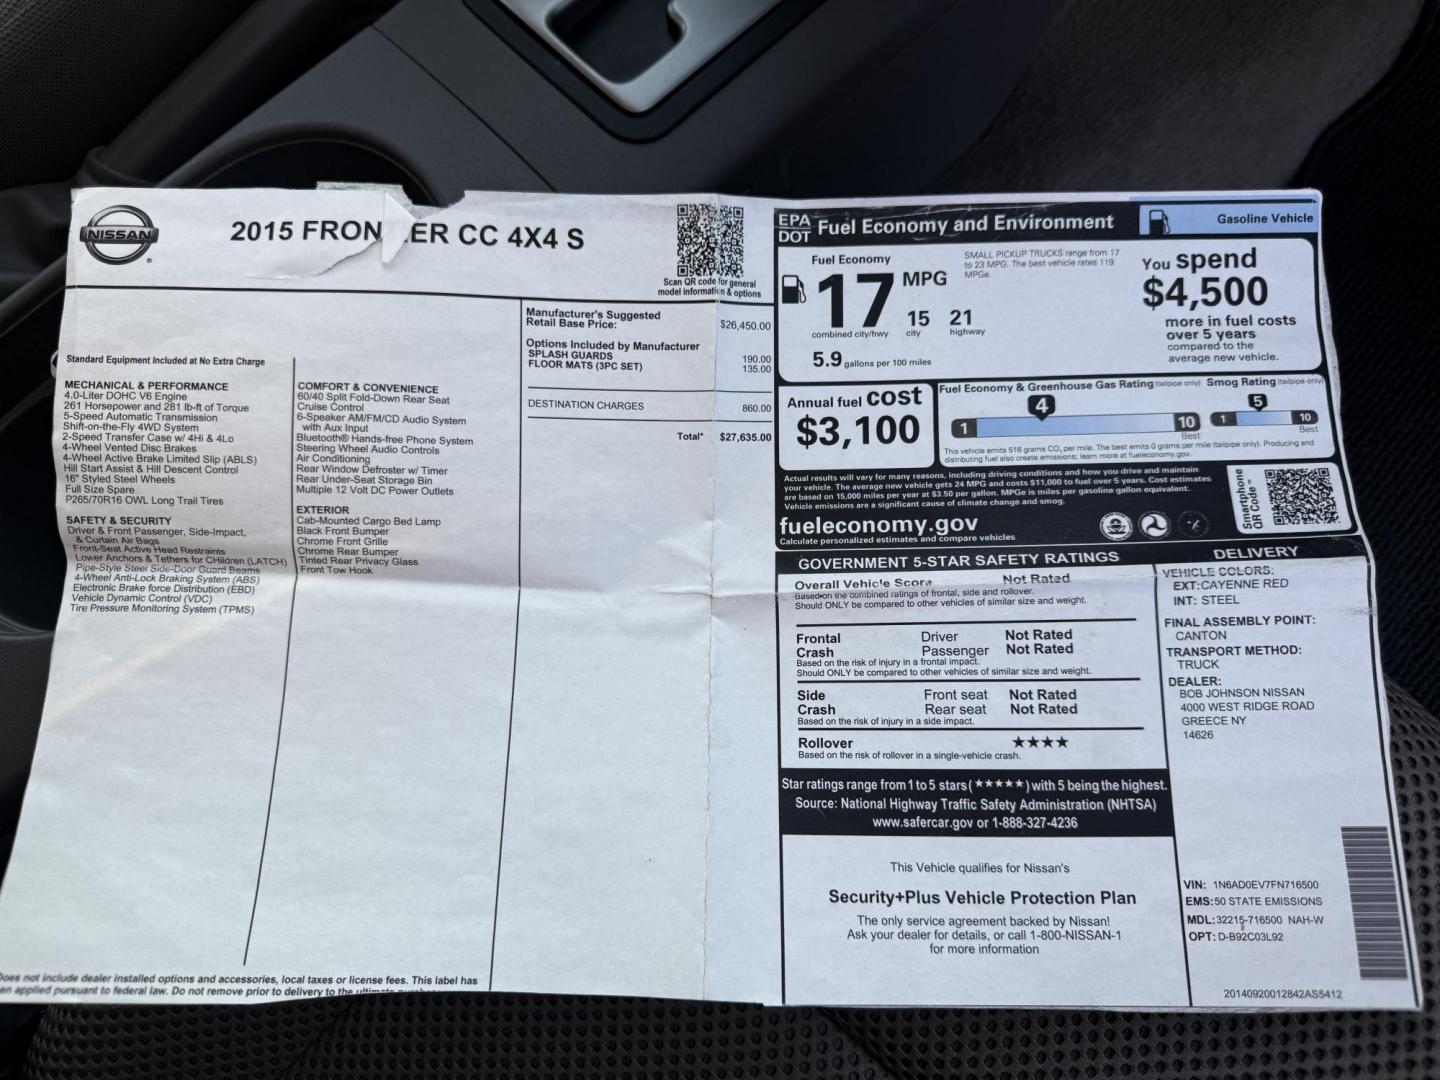 NISSAN
2015 FRON ER CC 4X4 S
Scan QR code for general
model information & options
Standard Equipment Included at No Extra Charge
MECHANICAL & PERFORMANCE
4.0-Liter DOHC V6 Engine
261 Horsepower and 281 lb-ft of Torque
5-Speed Automatic Transmission
Shift-on-the-Fly 4WD System
2-Speed Transfer Case w/ 4Hi & 4Lo
4-Wheel Vented Disc Brakes
4-Wheel Active Brake Limited Slip (ABLS)
Hill Start Assist & Hill Descent Control
16" Styled Steel Wheels
Full Size Spare
P265/70R16 OWL Long Trail Tires
SAFETY & SECURITY
Driver & Front Passenger, Side-Impact,
& Curtain Air Bags
Front-Seat Active Head Restraints
Lower Anchors & Tethers for CHildren (LATCH)
Pipe-Style Steel Side-Door Guard Beams
4-Wheel Anti-Lock Braking System (ABS)
Electronic Brake force Distribution (EBD)
Vehicle Dynamic Control (VDC)
Tire Pressure Monitoring System (TPMS)
COMFORT & CONVENIENCE
60/40 Split Fold-Down Rear Seat
Cruise Control
6-Speaker AM/FM/CD Audio System
with Aux Input
Bluetooth® Hands-free Phone System
Steering Wheel Audio Controls
Air Conditioning
Rear Window Defroster w/ Timer
Rear Under-Seat Storage Bin
Multiple 12 Volt DC Power Outlets
EXTERIOR
Cab-Mounted Cargo Bed Lamp
Black Front Bumper
Chrome Front Grille
Chrome Rear Bumper
Tinted Rear Privacy Glass
Front Tow Hook
Manufacturer's Suggested
Retail Base Price: $26,450.00
Options Included by Manufacturer
SPLASH GUARDS 190.00
FLOOR MATS (3PC SET) 135.00
DESTINATION CHARGES 860.00
Total* $27,635.00
Does not include dealer installed options and accessories, local taxes or license fees. This label has
en applied pursuant to federal law. Do not remove prior to delivery to the ultimate
EPA
DOT Fuel Economy and Environment
Gasoline Vehicle
Fuel Economy
17 MPG
combined city/hwy
15 city
21 highway
5.9 gallons per 100 miles
SMALL PICKUP TRUCKS range from 17
to 23 MPG. The best vehicle rates 119
MPGe.
You spend
$4,500
more in fuel costs
over 5 years
compared to the
average new vehicle.
Annual fuel cost
$3,100
Fuel Economy & Greenhouse Gas Rating (tailpipe only)
1 4 10
Best
Smog Rating (tailpipe only)
1 5 10
Best
This vehicle emits 516 grams CO2 per mile. The best emits 0 grams per mile (tailpipe only). Producing and
distributing fuel also create emissions; learn more at fueleconomy.gov.
Actual results will vary for many reasons, including driving conditions and how you drive and maintain
your vehicle. The average new vehicle gets 24 MPG and costs $11,000 to fuel over 5 years. Cost estimates
are based on 15,000 miles per year at $3.50 per gallon. MPGe is miles per gasoline gallon equivalent.
Vehicle emissions are a significant cause of climate change and smog.
fueleconomy.gov
Calculate personalized estimates and compare vehicles
Smartphone
QR Code
GOVERNMENT 5-STAR SAFETY RATINGS
Overall Vehicle Score Not Rated
Based on the combined ratings of frontal, side and rollover.
Should ONLY be compared to other vehicles of similar size and weight.
Frontal Driver Not Rated
Crash Passenger Not Rated
Based on the risk of injury in a frontal impact.
Should ONLY be compared to other vehicles of similar size and weight.
Side Front seat Not Rated
Crash Rear seat Not Rated
Based on the risk of injury in a side impact.
Rollover ★★★★
Based on the risk of rollover in a single-vehicle crash.
Star ratings range from 1 to 5 stars (★★★★★) with 5 being the highest.
Source: National Highway Traffic Safety Administration (NHTSA)
www.safercar.gov or 1-888-327-4236
This Vehicle qualifies for Nissan's
Security+Plus Vehicle Protection Plan
The only service agreement backed by Nissan!
Ask your dealer for details, or call 1-800-NISSAN-1
for more information
DELIVERY
VEHICLE COLORS:
EXT:CAYENNE RED
INT: STEEL
FINAL ASSEMBLY POINT:
CANTON
TRANSPORT METHOD:
TRUCK
DEALER:
BOB JOHNSON NISSAN
4000 WEST RIDGE ROAD
GREECE NY
14626
VIN: 1N6AD0EV7FN716500
EMS:50 STATE EMISSIONS
MDL:32215-716500 NAH-W
OPT: D-B92C03L92
20140920012842AS5412